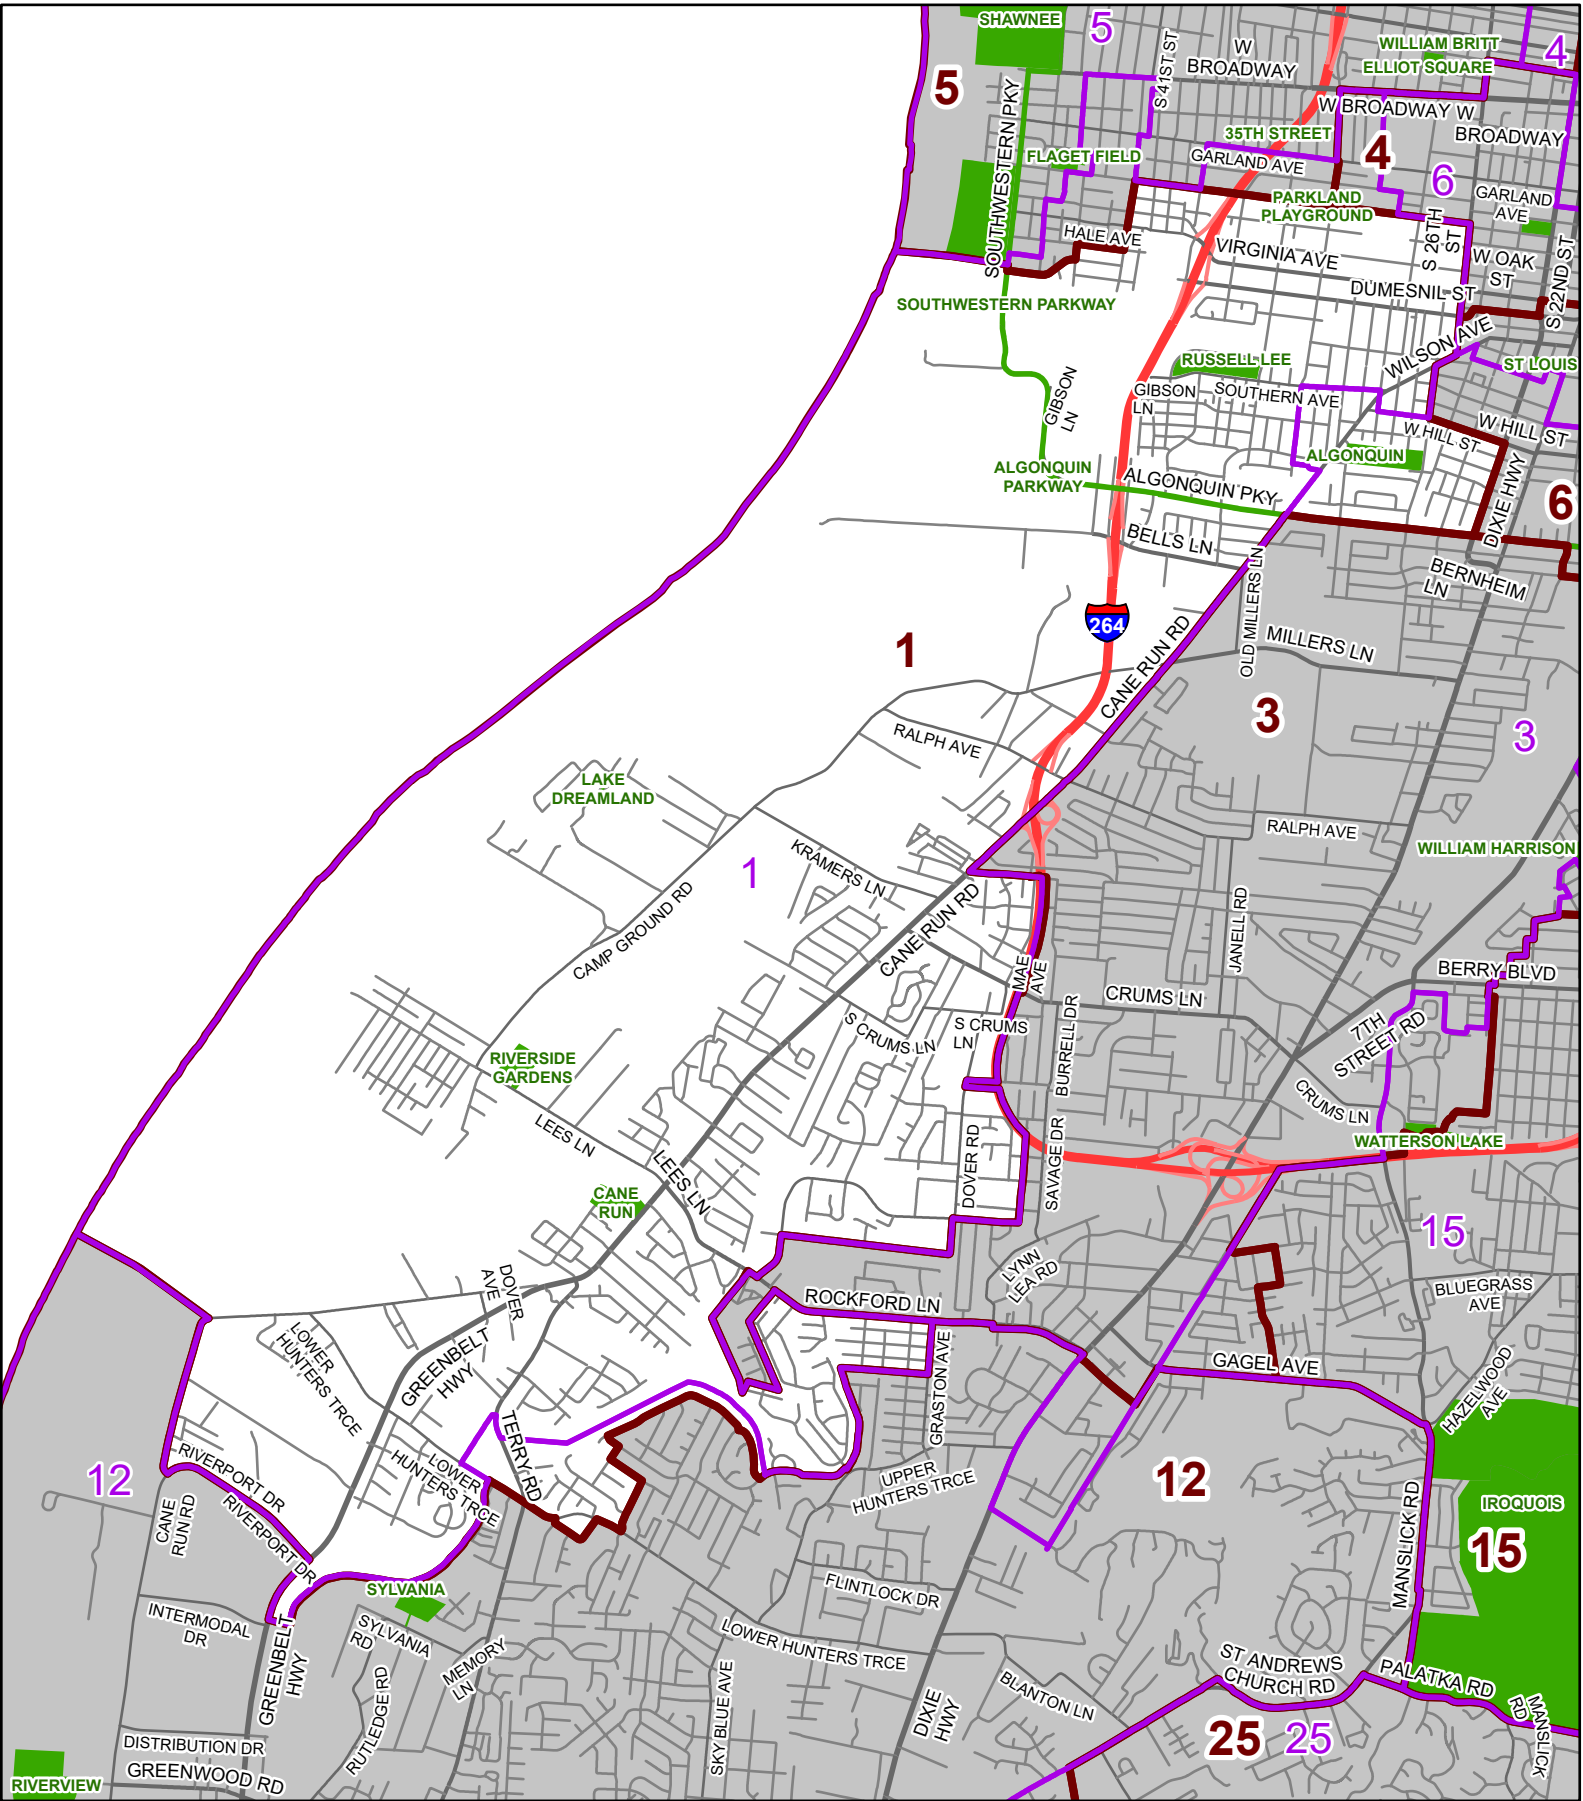 SHAWNEE
5
S 41ST ST
W
BROADWAY
WILLIAM BRITT
ELLIOT SQUARE
4
5
SOUTHWESTERN PKY
W BROADWAY W
BROADWAY
35TH STREET
FLAGET FIELD
GARLAND AVE
4
6
PARKLAND
PLAYGROUND
GARLAND
AVE
HALE AVE
VIRGINIA AVE
S 26TH
ST
W OAK
ST
S 22ND ST
DUMESNIL ST
SOUTHWESTERN PARKWAY
WILSON AVE
RUSSELL LEE
ST LOUIS
GIBSON
LN
GIBSON
LN
SOUTHERN AVE
W HILL ST
W HILL ST
ALGONQUIN
ALGONQUIN
PARKWAY
ALGONQUIN PKY
DIXIE HWY
6
BELLS LN
BERNHEIM
LN
OLD MILLERS LN
264
1
CANE RUN RD
MILLERS LN
3
3
RALPH AVE
LAKE
DREAMLAND
RALPH AVE
WILLIAM HARRISON
1
KRAMERS LN
CAMP GROUND RD
CANE RUN RD
JANELL RD
MAE
AVE
BERRY BLVD
CRUMS LN
S CRUMS LN
S CRUMS
LN
BURRELL DR
7TH
STREET RD
RIVERSIDE
GARDENS
CRUMS LN
LEES LN
WATTERSON LAKE
LEES LN
DOVER RD
SAVAGE DR
CANE
RUN
15
LYNN
LEA RD
DOVER
AVE
BLUEGRASS
AVE
ROCKFORD LN
LOWER
HUNTERS TRCE
GREENBELT
HWY
GRASTON AVE
GAGEL AVE
HAZELWOOD
AVE
TERRY RD
12
RIVERPORT DR
LOWER
HUNTERS TRCE
UPPER
HUNTERS TRCE
12
CANE
RUN RD
RIVERPORT DR
MANSLICK RD
IROQUOIS
15
SYLVANIA
FLINTLOCK DR
INTERMODAL
DR
SYLVANIA
RD
LOWER HUNTERS TRCE
GREENBELT
HWY
MEMORY
LN
ST ANDREWS
CHURCH RD
PALATKA RD
RUTLEDGE RD
SKY BLUE AVE
DIXIE
HWY
BLANTON LN
MANSLICK
RD
25
25
DISTRIBUTION DR
GREENWOOD RD
RIVERVIEW